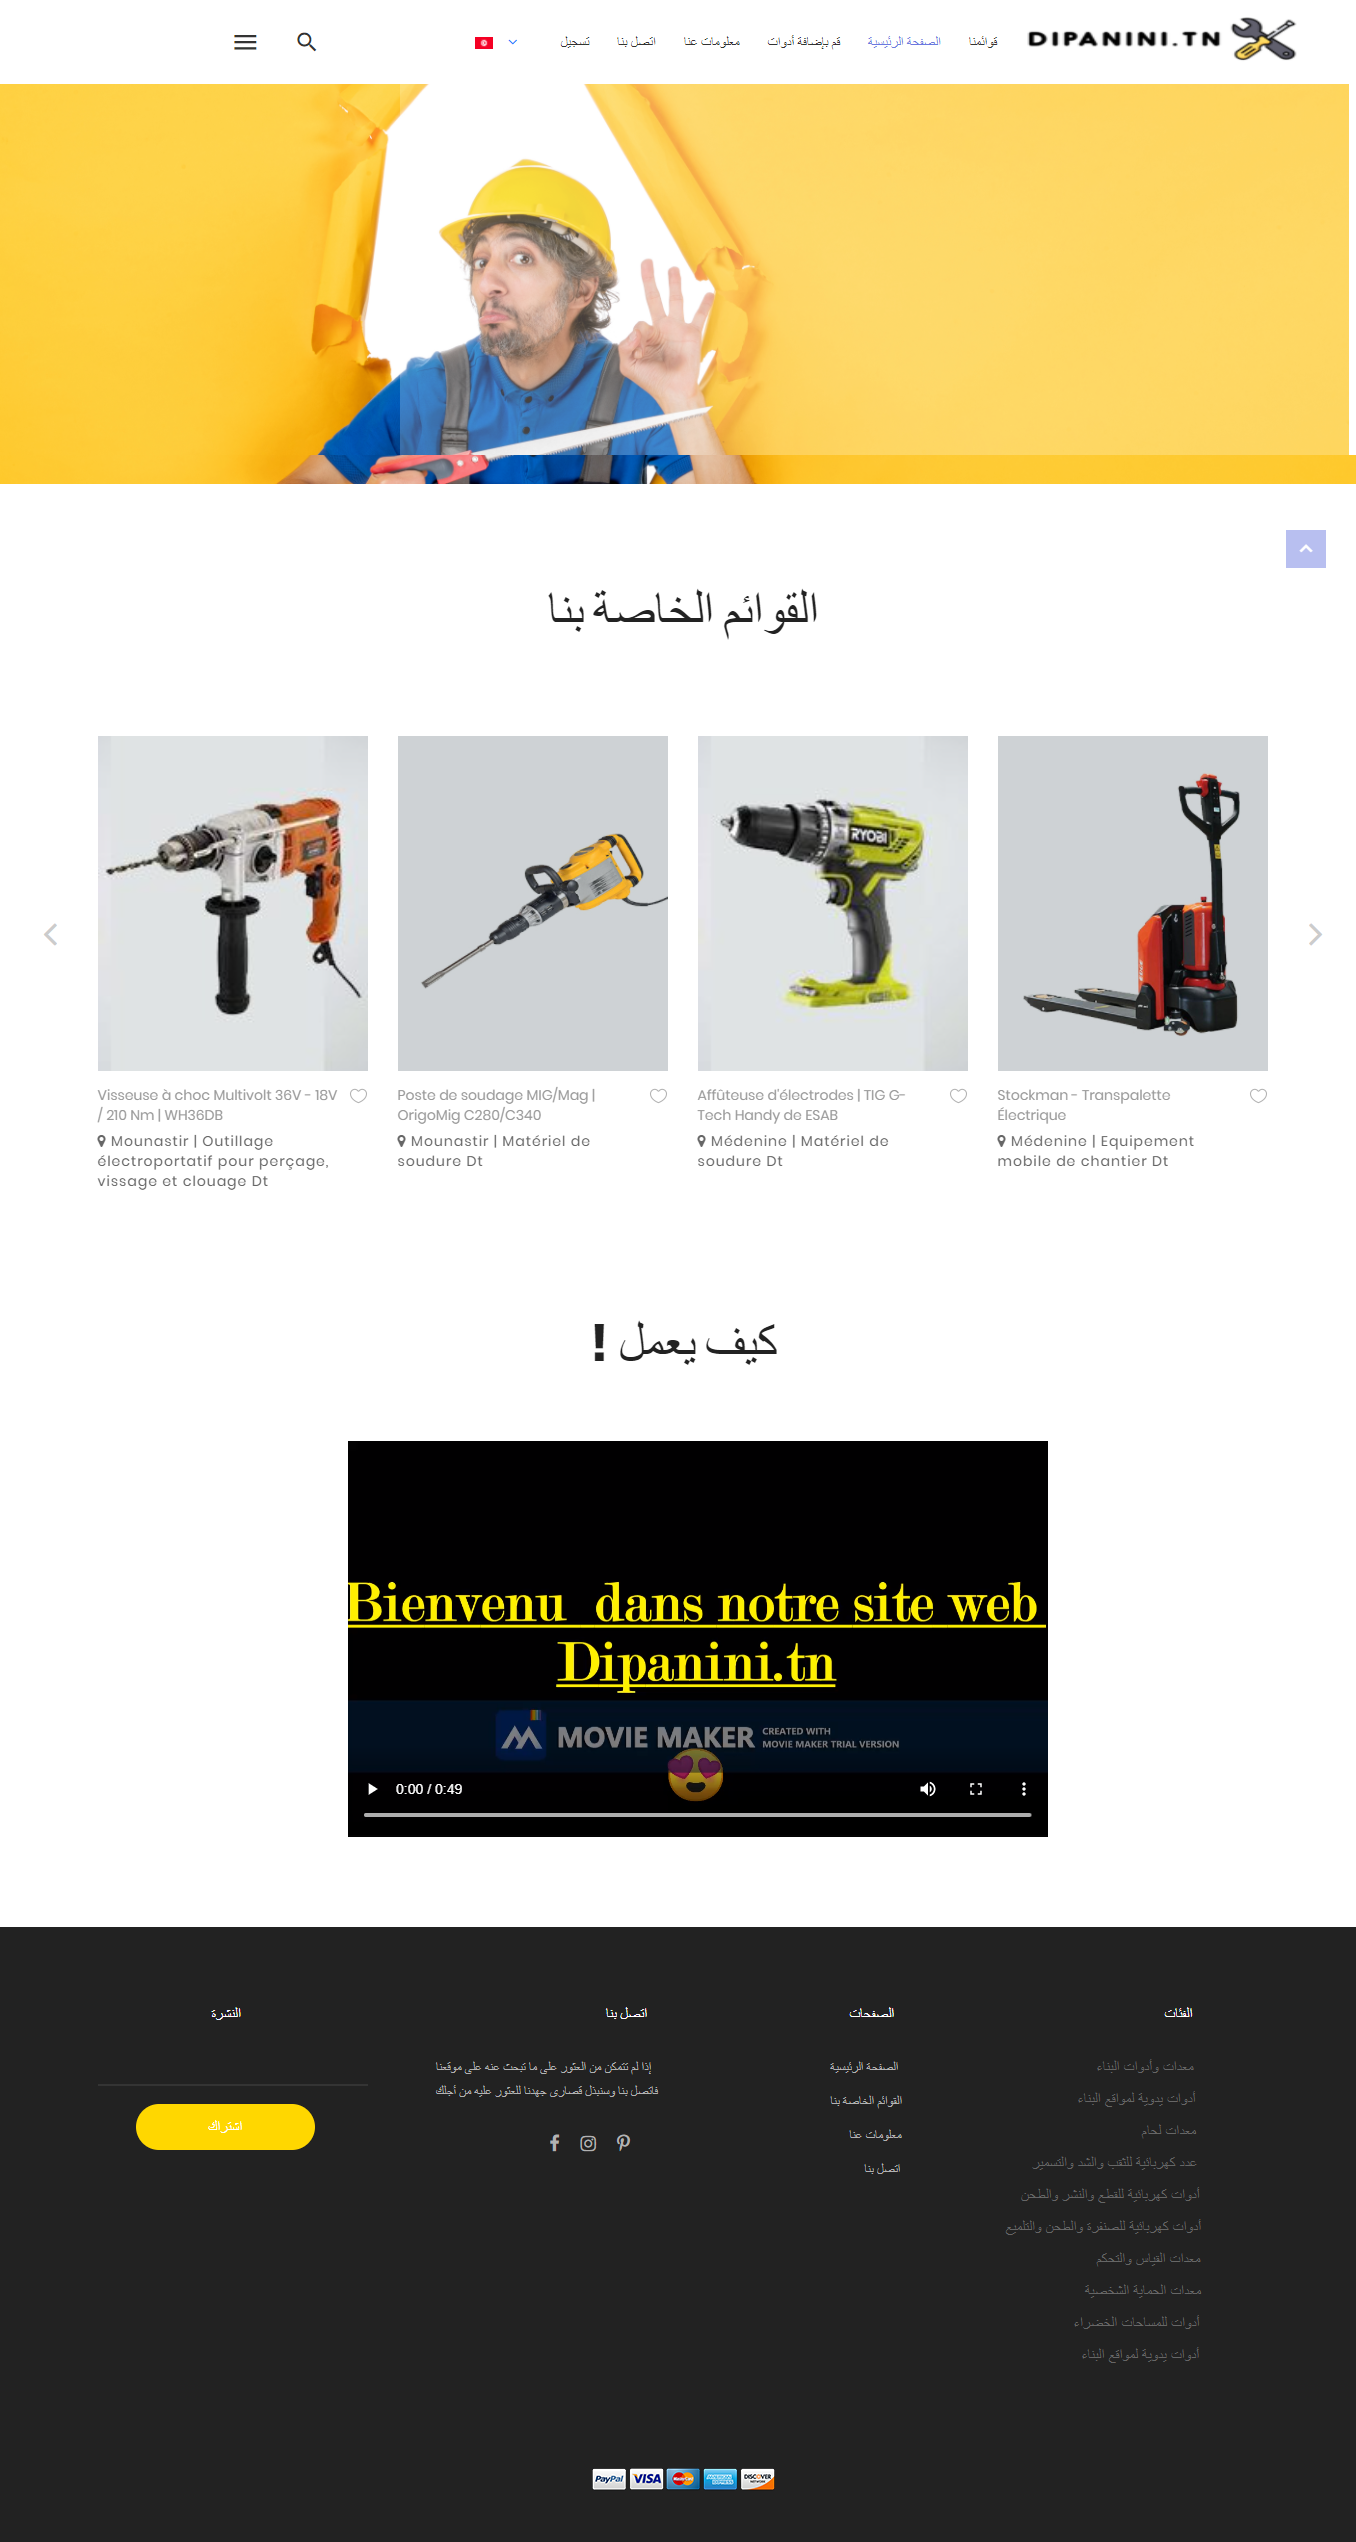 DIPANINI.TN
قوائمنا
الصفحة الرئيسية
قم بإضافة أدوات
معلومات عنا
اتصل بنا
تسجيل
القوائم الخاصة بنا
RYOBI
Visseuse à choc Multivolt 36V - 18V
/ 210 Nm | WH36DB
Mounastir | Outillage
électroportatif pour perçage,
vissage et clouage Dt
Poste de soudage MIG/Mag |
OrigoMig C280/C340
Mounastir | Matériel de
soudure Dt
Affûteuse d'électrodes | TIG G-
Tech Handy de ESAB
Médenine | Matériel de
soudure Dt
Stockman - Transpalette
Électrique
Médenine | Equipement
mobile de chantier Dt
كيف يعمل !
Bienvenu dans notre site web
Dipanini.tn
MOVIE MAKER
CREATED WITH
MOVIE MAKER TRIAL VERSION
0:00 / 0:49
الفئات
معدات وأدوات البناء
أدوات يدوية لمواقع البناء
معدات لحام
عدد كهربائية للثقب والشد والتسمير
أدوات كهربائية للقطع والنشر والطحن
أدوات كهربائية للصنفرة والطحن والتلميع
معدات القياس والتحكم
معدات الحماية الشخصية
أدوات للمساحات الخضراء
أدوات يدوية لمواقع البناء
الصفحات
الصفحة الرئيسية
القوائم الخاصة بنا
معلومات عنا
اتصل بنا
اتصل بنا
إذا لم تتمكن من العثور على ما تبحث عنه على موقعنا
فاتصل بنا وسنبذل قصارى جهدنا للعثور عليه من أجلك
النشرة
اشتراك
PayPal
VISA
MasterCard
AMERICAN EXPRESS
DISCOVER
NETWORK